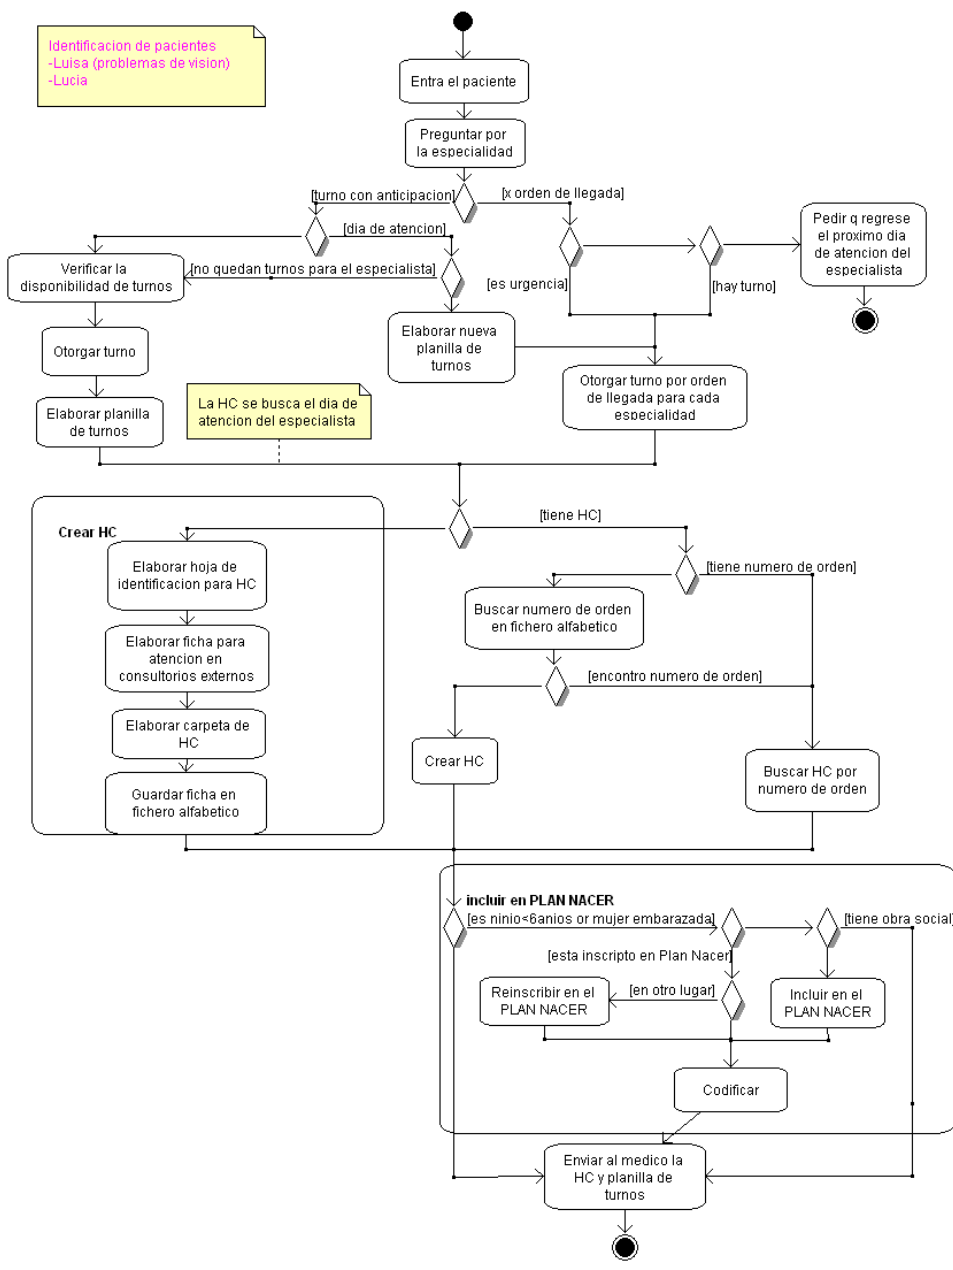 Identificacion de pacientes
-Luisa (problemas de vision)
-Lucia
Entra el paciente
Preguntar por
la especialidad
[turno con anticipacion]
[x orden de llegada]
[dia de atencion]
Pedir q regrese
el proximo dia
de atencion del
especialista
Verificar la
disponibilidad de turnos
[no quedan turnos para el especialista]
[es urgencia]
[hay turno]
Otorgar turno
Elaborar nueva
planilla de
turnos
Elaborar planilla
de turnos
La HC se busca el dia de
atencion del especialista
Otorgar turno por orden
de llegada para cada
especialidad
Crear HC
[tiene HC]
Elaborar hoja de
identificacion para HC
[tiene numero de orden]
Buscar numero de orden
en fichero alfabetico
Elaborar ficha para
atencion en
consultorios externos
[encontro numero de orden]
Elaborar carpeta de
HC
Crear HC
Buscar HC por
numero de orden
Guardar ficha en
fichero alfabetico
incluir en PLAN NACER
[es ninio<6anios or mujer embarazada]
[tiene obra social]
[esta inscripto en Plan Nacer]
Reinscribir en el
PLAN NACER
[en otro lugar]
Incluir en el
PLAN NACER
Codificar
Enviar al medico la
HC y planilla de
turnos